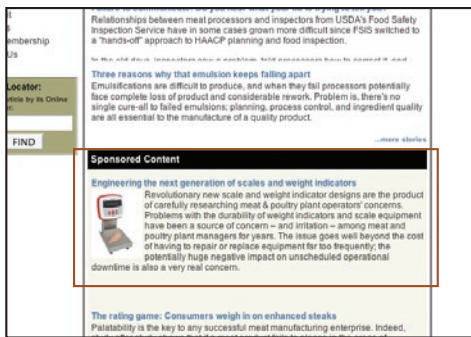 Relationships between meat processors and inspectors from USDA's Food Safety
Inspection Service have in some cases grown more difficult since FSIS switched to
a "hands-off" approach to HAACP planning and food inspection.
embership
Us
Three reasons why that emulsion keeps falling apart
Emulsifications are difficult to produce, and when they fail processors potentially
face complete loss of product and considerable rework. Problem is, there's no
single cure-all to failed emulsions; planning, process control, and ingredient quality
are all essential to the manufacture of a quality product.
Locator:
rticle by its Online
FIND
...more stories
Sponsored Content
Engineering the next generation of scales and weight indicators
Revolutionary new scale and weight indicator designs are the product
of carefully researching meat & poultry plant operators' concerns.
Problems with the durability of weight indicators and scale equipment
have been a source of concern – and irritation – among meat and
poultry plant managers for years. The issue goes well beyond the cost
of having to repair or replace equipment far too frequently; the
potentially huge negative impact on unscheduled operational
downtime is also a very real concern.
The rating game: Consumers weigh in on enhanced steaks
Palatability is the key to any successful meat manufacturing enterprise. Indeed,